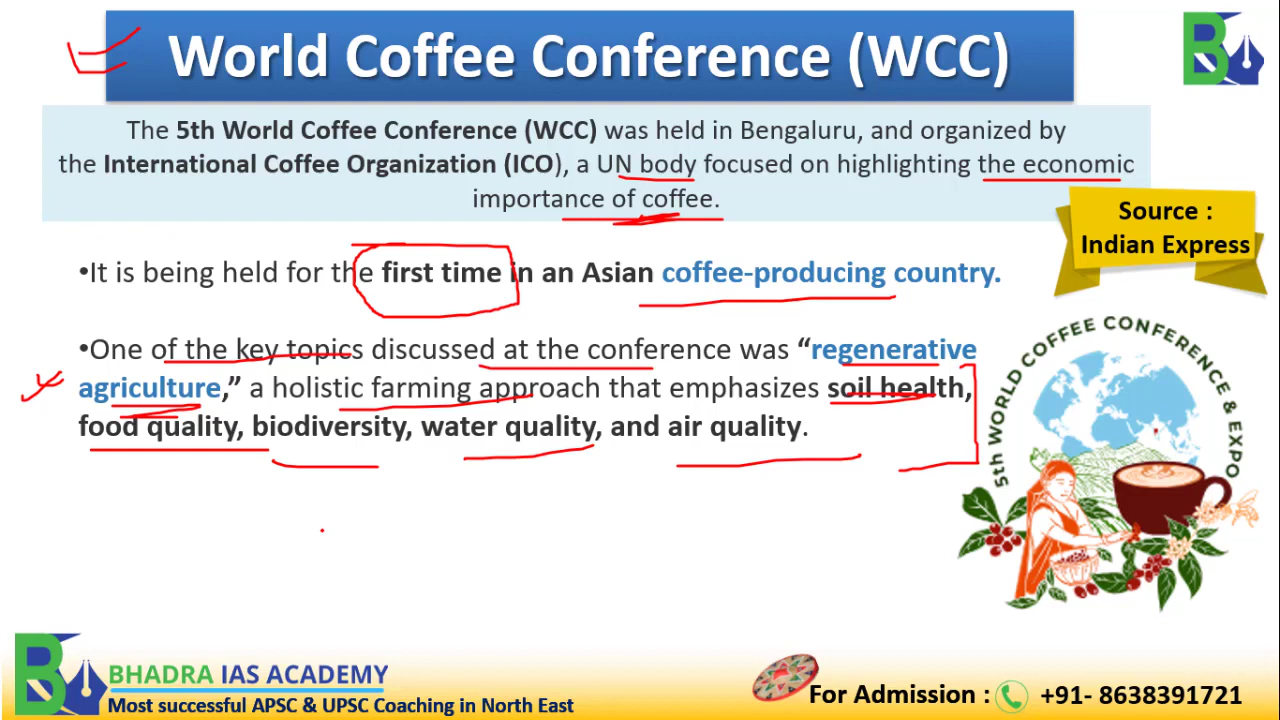 World Coffee Conference (WCC)
The 5th World Coffee Conference (WCC) was held in Bengaluru, and organized by
the International Coffee Organization (ICO), a UN body focused on highlighting the economic
importance of coffee.
Source :
Indian Express
•It is being held for the first time in an Asian coffee-producing country.
•One of the key topics discussed at the conference was “regenerative
agriculture,” a holistic farming approach that emphasizes soil health,
food quality, biodiversity, water quality, and air quality.
5th WORLD COFFEE CONFERENCE & EXPO
BHADRA IAS ACADEMY
Most successful APSC & UPSC Coaching in North East
For Admission : +91- 8638391721